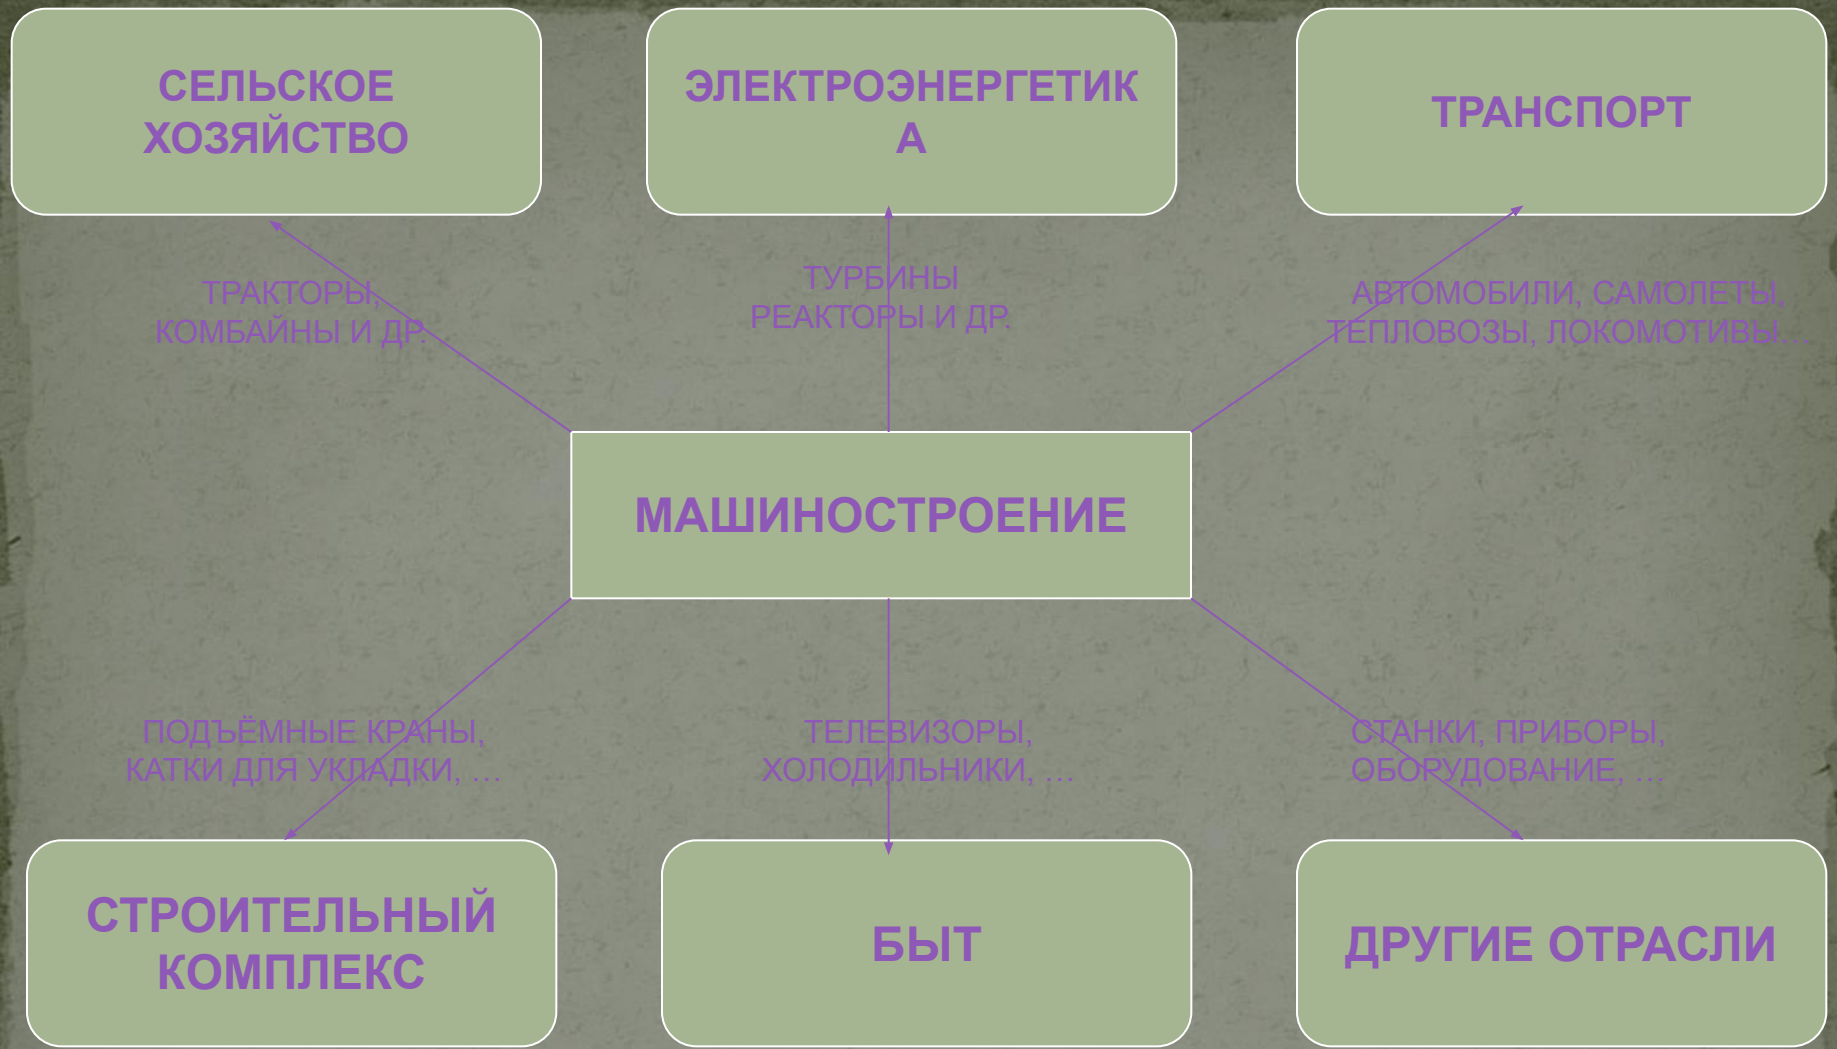 СЕЛЬСКОЕ
ХОЗЯЙСТВО
ЭЛЕКТРОЭНЕРГЕТИК
А
ТРАНСПОРТ
ТРАКТОРЫ,
КОМБАЙНЫ И ДР.
ТУРБИНЫ
РЕАКТОРЫ И ДР.
АВТОМОБИЛИ, САМОЛЕТЫ,
ТЕПЛОВОЗЫ, ЛОКОМОТИВЫ…
МАШИНОСТРОЕНИЕ
ПОДЪЁМНЫЕ КРАНЫ,
КАТКИ ДЛЯ УКЛАДКИ, …
ТЕЛЕВИЗОРЫ,
ХОЛОДИЛЬНИКИ, …
СТАНКИ, ПРИБОРЫ,
ОБОРУДОВАНИЕ, …
СТРОИТЕЛЬНЫЙ
КОМПЛЕКС
БЫТ
ДРУГИЕ ОТРАСЛИ